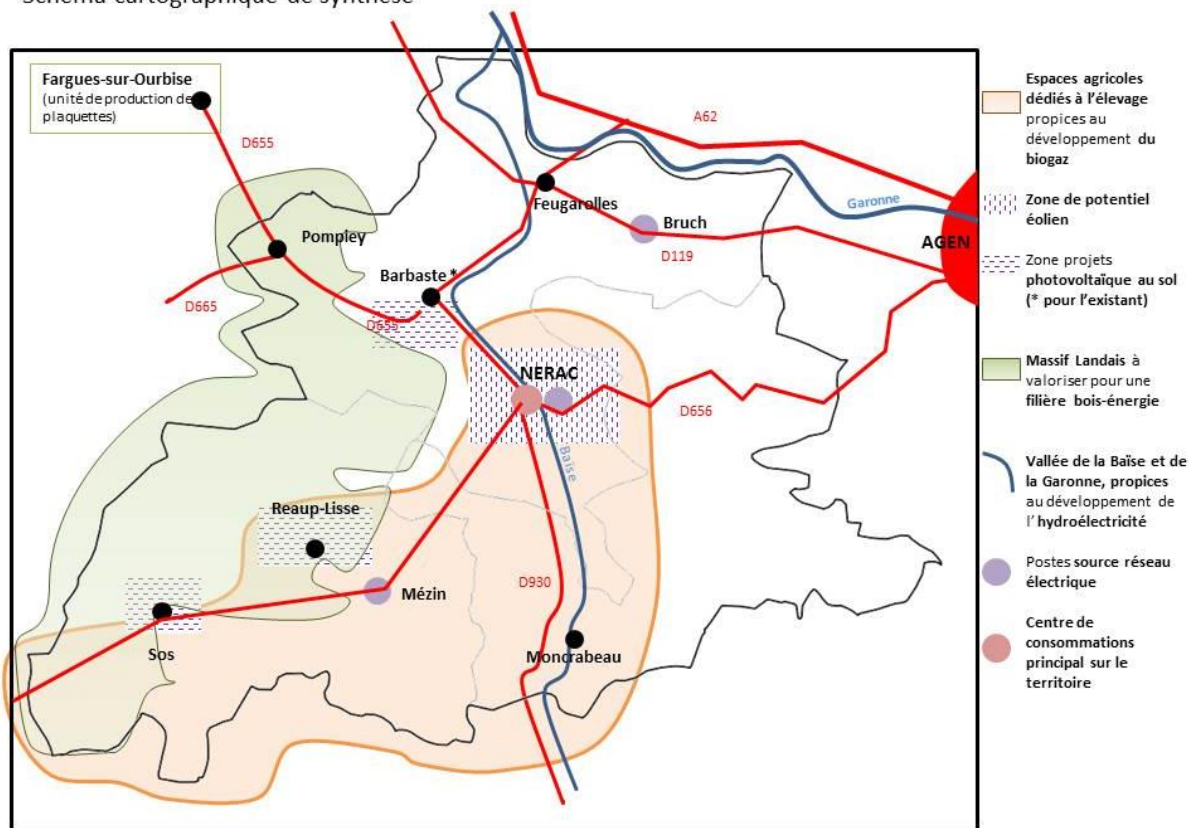 Schéma cartographique de synthèse
Fargues-sur-Ourbise
(unité de production de
plaquettes)
D655
A62
Garonne
Feugarolles
Bruch
AGEN
Pompiey
D119
Barbaste *
D665
D655
NERAC
D656
Baïse
Reaup-Lisse
D930
Mézin
Sos
Moncrabeau
Espaces agricoles
dédiés à l'élevage
propices au
développement du
biogaz
Zone de potentiel
éolien
Zone projets
photovoltaïque au sol
(* pour l'existant)
Massif Landais à
valoriser pour une
filière bois-énergie
Vallée de la Baïse et de
la Garonne, propices
au développement de
l'hydroélectricité
Postes source réseau
électrique
Centre de
consommations
principal sur le
territoire